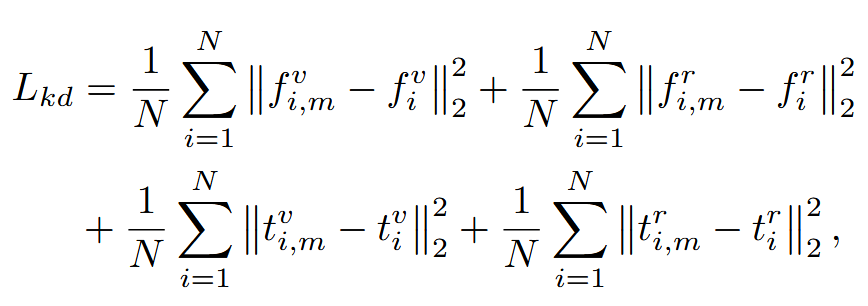 $L_{kd} = \frac{1}{N} \sum_{i=1}^{N} \left\| f_{i,m}^{v} - f_{i}^{v} \right\|_2^2 + \frac{1}{N} \sum_{i=1}^{N} \left\| f_{i,m}^{r} - f_{i}^{r} \right\|_2^2$
$+ \frac{1}{N} \sum_{i=1}^{N} \left\| t_{i,m}^{v} - t_{i}^{v} \right\|_2^2 + \frac{1}{N} \sum_{i=1}^{N} \left\| t_{i,m}^{r} - t_{i}^{r} \right\|_2^2 ,$